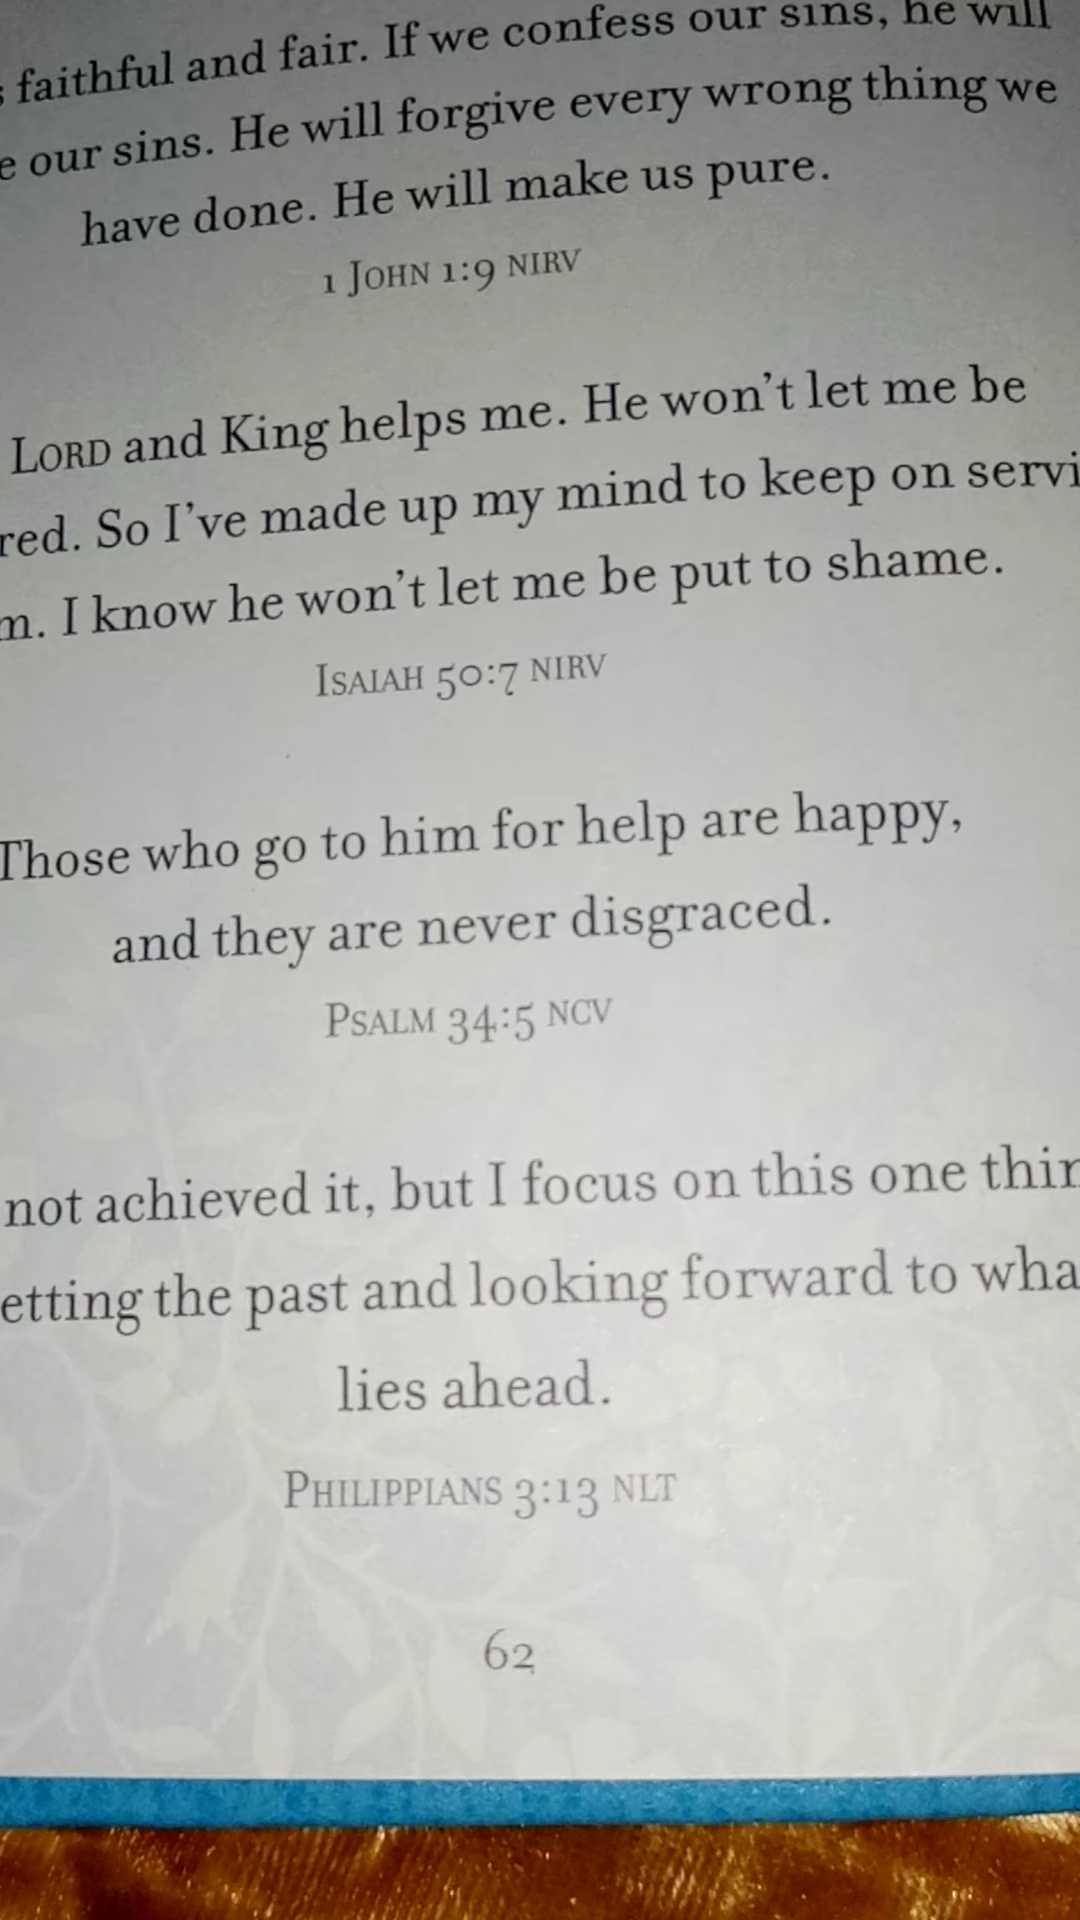 faithful and fair. If we confess our sins, he will
e our sins. He will forgive every wrong thing we
have done. He will make us pure.
1 JOHN 1:9 NIRV
LORD and King helps me. He won't let me be
red. So I've made up my mind to keep on servi
m. I know he won't let me be put to shame.
ISAIAH 50:7 NIRV
Those who go to him for help are happy,
and they are never disgraced.
PSALM 34:5 NCV
not achieved it, but I focus on this one thin
etting the past and looking forward to wha
lies ahead.
PHILIPPIANS 3:13 NLT
62